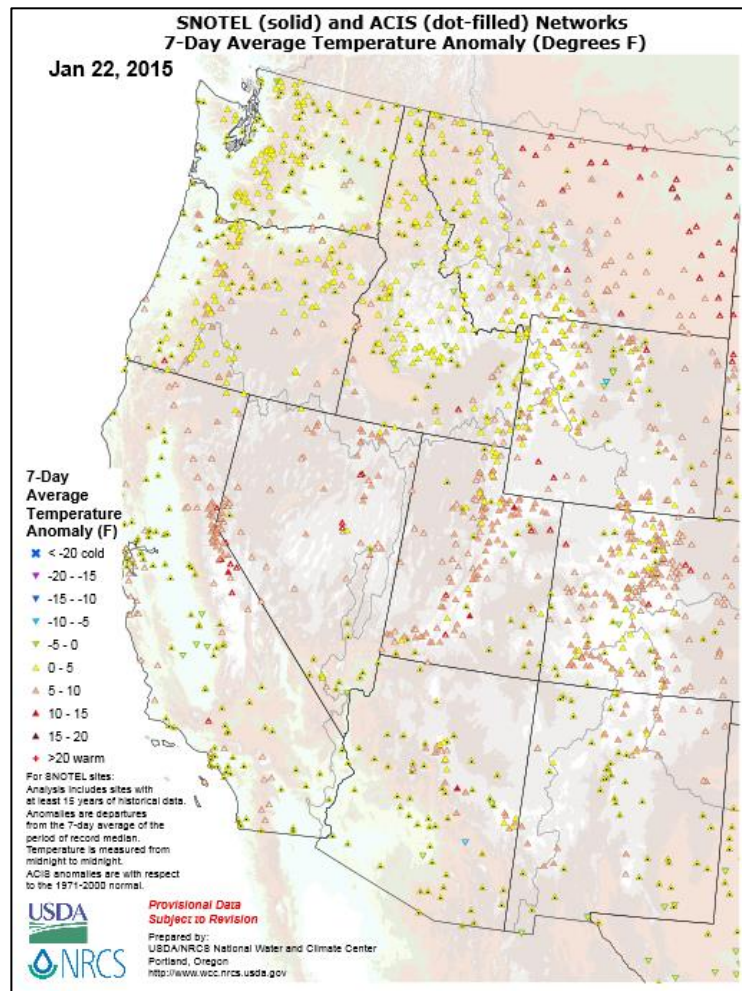 SNOTEL (solid) and ACIS (dot-filled) Networks
7-Day Average Temperature Anomaly (Degrees F)
Jan 22, 2015
7-Day
Average
Temperature
Anomaly (F)
< -20 cold
-20 - -15
-15 - -10
-10 - -5
-5 - 0
0 - 5
5 - 10
10 - 15
15 - 20
>20 warm
For SNOTEL sites:
Analysis includes sites with
at least 15 years of historical data.
Anomalies are departures
from the 7-day average of the
period of record median.
Temperature is measured from
midnight to midnight.
ACIS anomalies are with respect
to the 1971-2000 normal.
USDA
NRCS
Provisional Data
Subject to Revision
Prepared by:
USDA/NRCS National Water and Climate Center
Portland, Oregon
http://www.wcc.nrcs.usda.gov